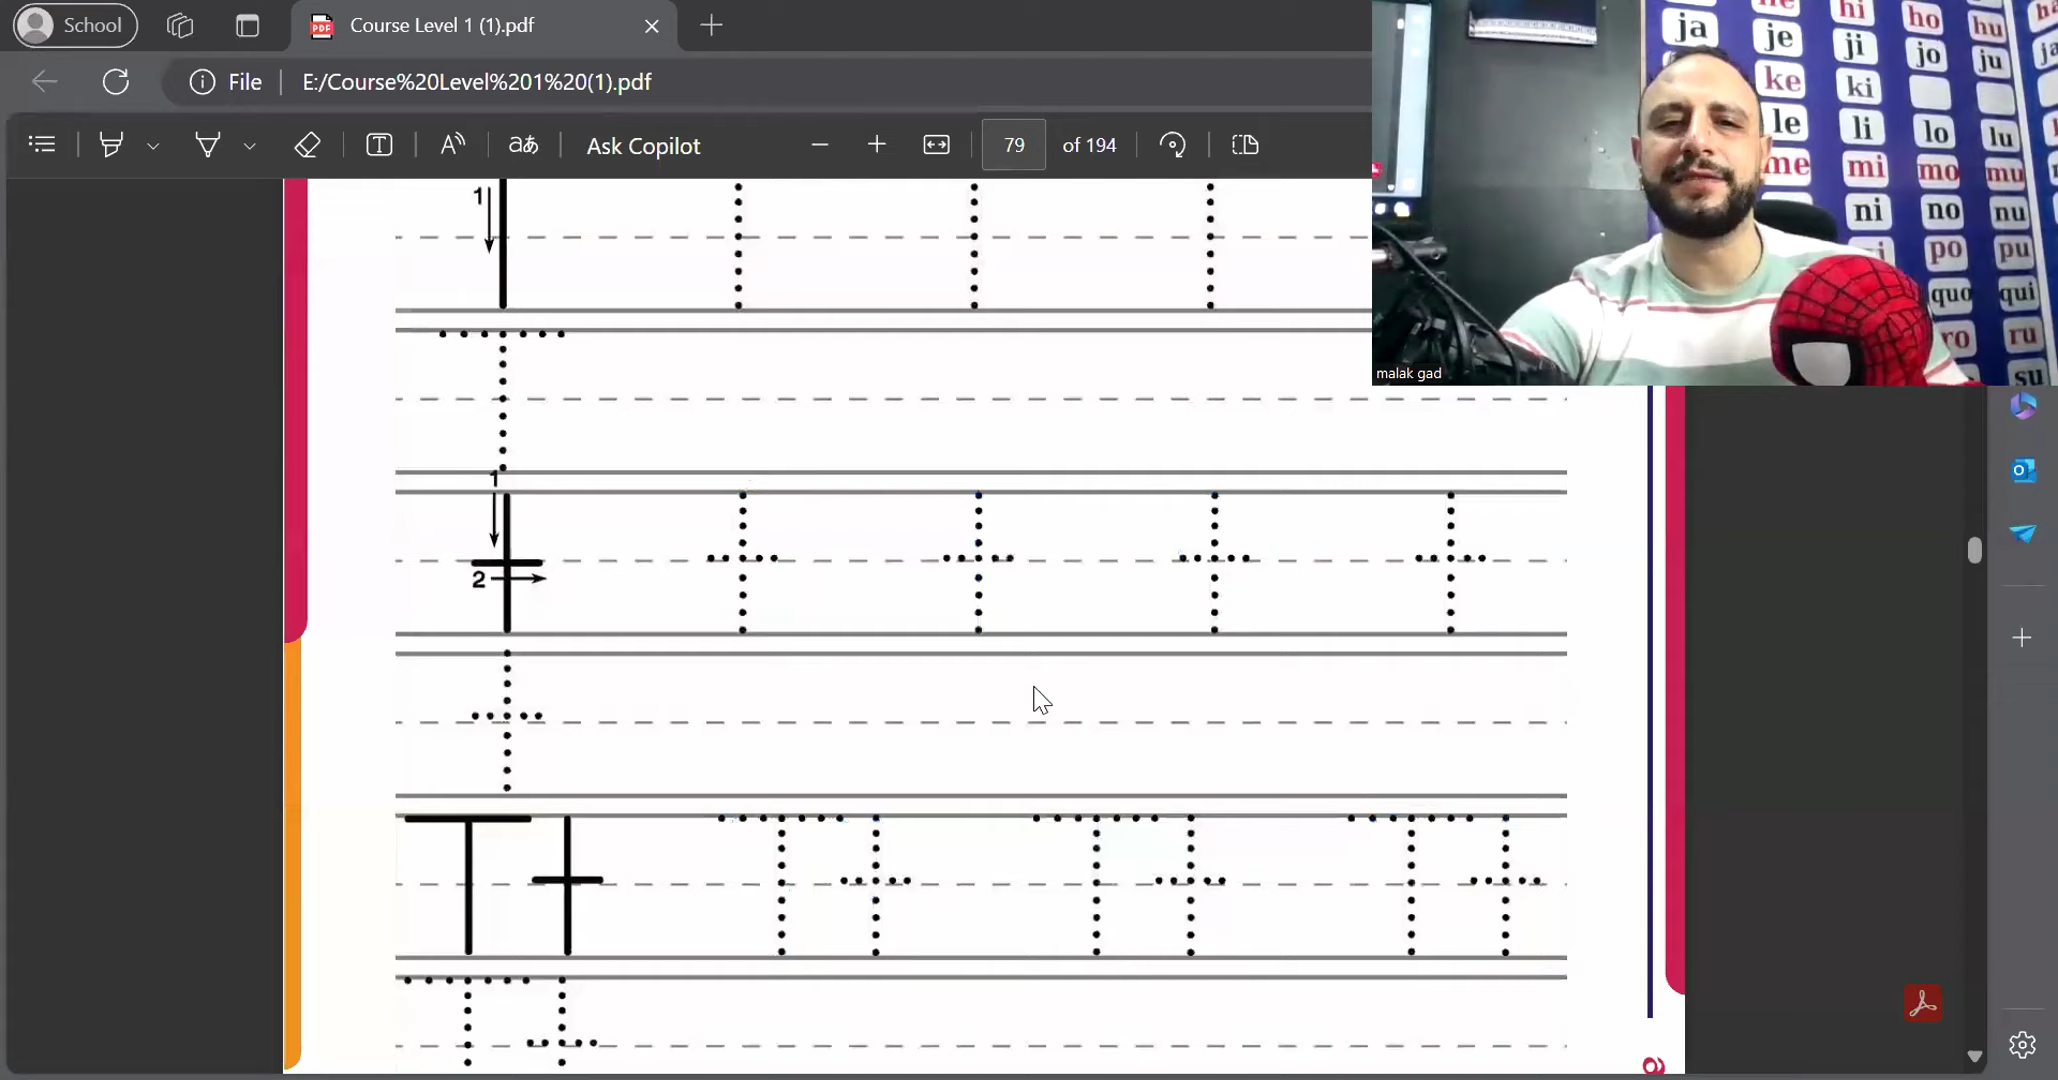 School
Course Level 1 (1).pdf
File
E:/Course%20Level%201%20(1).pdf
Ask Copilot
79 of 194
1
1
2
T t
malak gad
hi ho hu
ja je ji jo ju
ke ki
le li lo lu
me mi mo mu
ni no nu
po pu
quo qui
ro ru
su